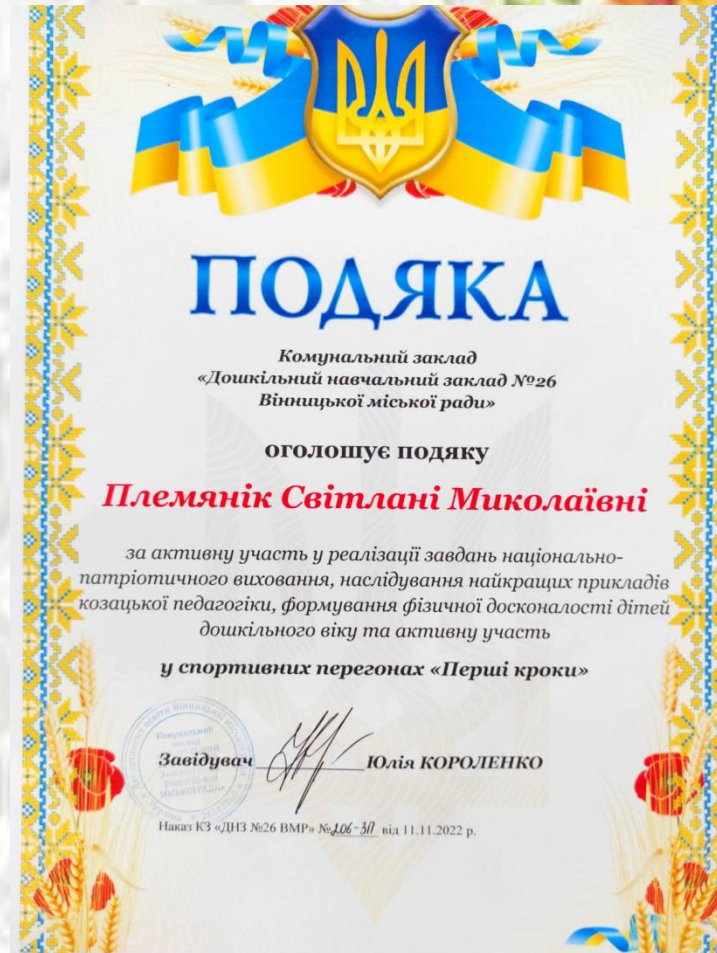 ПОДЯКА
Комунальний заклад
«Дошкільний навчальний заклад №26
Вінницької міської ради»
оголошує подяку
Племянік Світлані Миколаївні
за активну участь у реалізації завдань національно-
патріотичного виховання, наслідування найкращих прикладів
козацької педагогіки, формування фізичної досконалості дітей
дошкільного віку та активну участь
у спортивних перегонах «Перші кроки»
Завідувач Юлія КОРОЛЕНКО
Наказ КЗ «ДНЗ №26 ВМР» №206-ЗП від 11.11.2022 р.